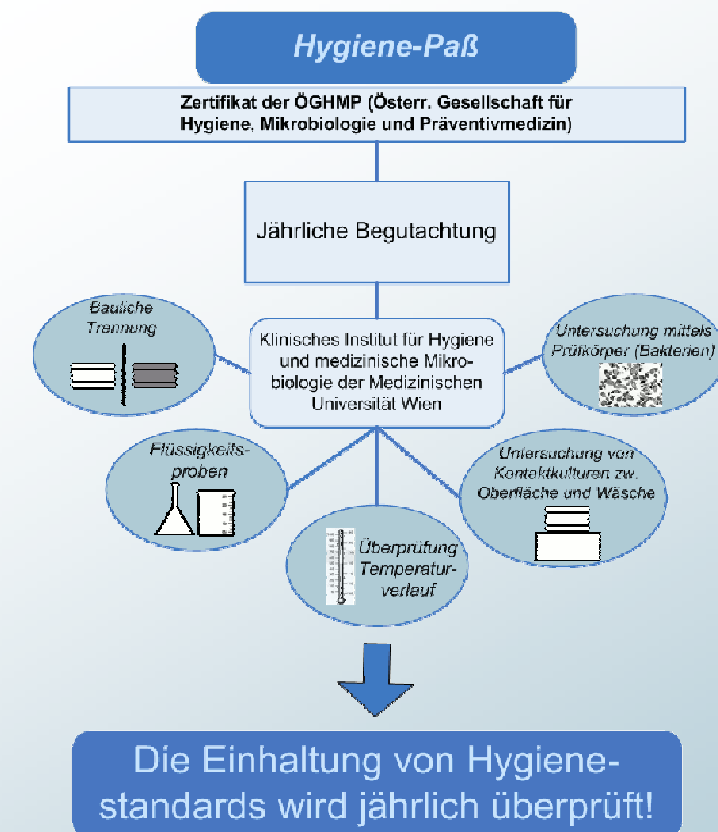 Hygiene-Paß
Zertifikat der ÖGHMP (Österr. Gesellschaft für
Hygiene, Mikrobiologie und Präventivmedizin)
Jährliche Begutachtung
Bauliche
Trennung
Klinisches Institut für Hygiene
und medizinische Mikro-
biologie der Medizinischen
Universität Wien
Untersuchung mittels
Prüfkörper (Bakterien)
Flüssigkeits-
proben
Untersuchung von
Kontaktkulturen zw.
Oberfläche und Wäsche
Überprüfung
Temperatur-
verlauf
Die Einhaltung von Hygiene-
standards wird jährlich überprüft!